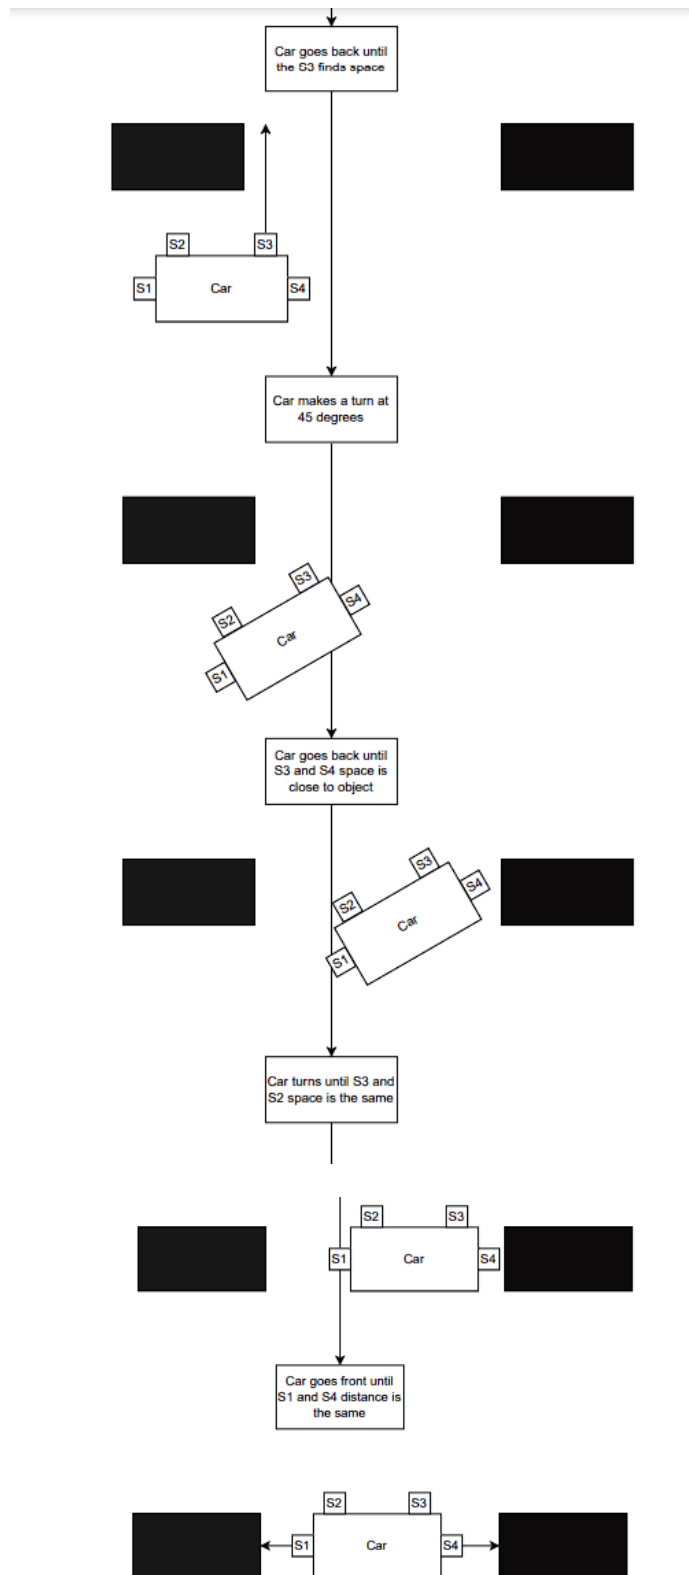 Car goes back until
the S3 finds space
S2
S3
S1
Car
S4
Car makes a turn at
45 degrees
S3
S4
S2
Car
S1
Car goes back until
S3 and S4 space is
close to object
S3
S4
S2
Car
S1
Car turns until S3 and
S2 space is the same
S2
S3
S1
Car
S4
Car goes front until
S1 and S4 distance is
the same
S2
S3
S1
Car
S4